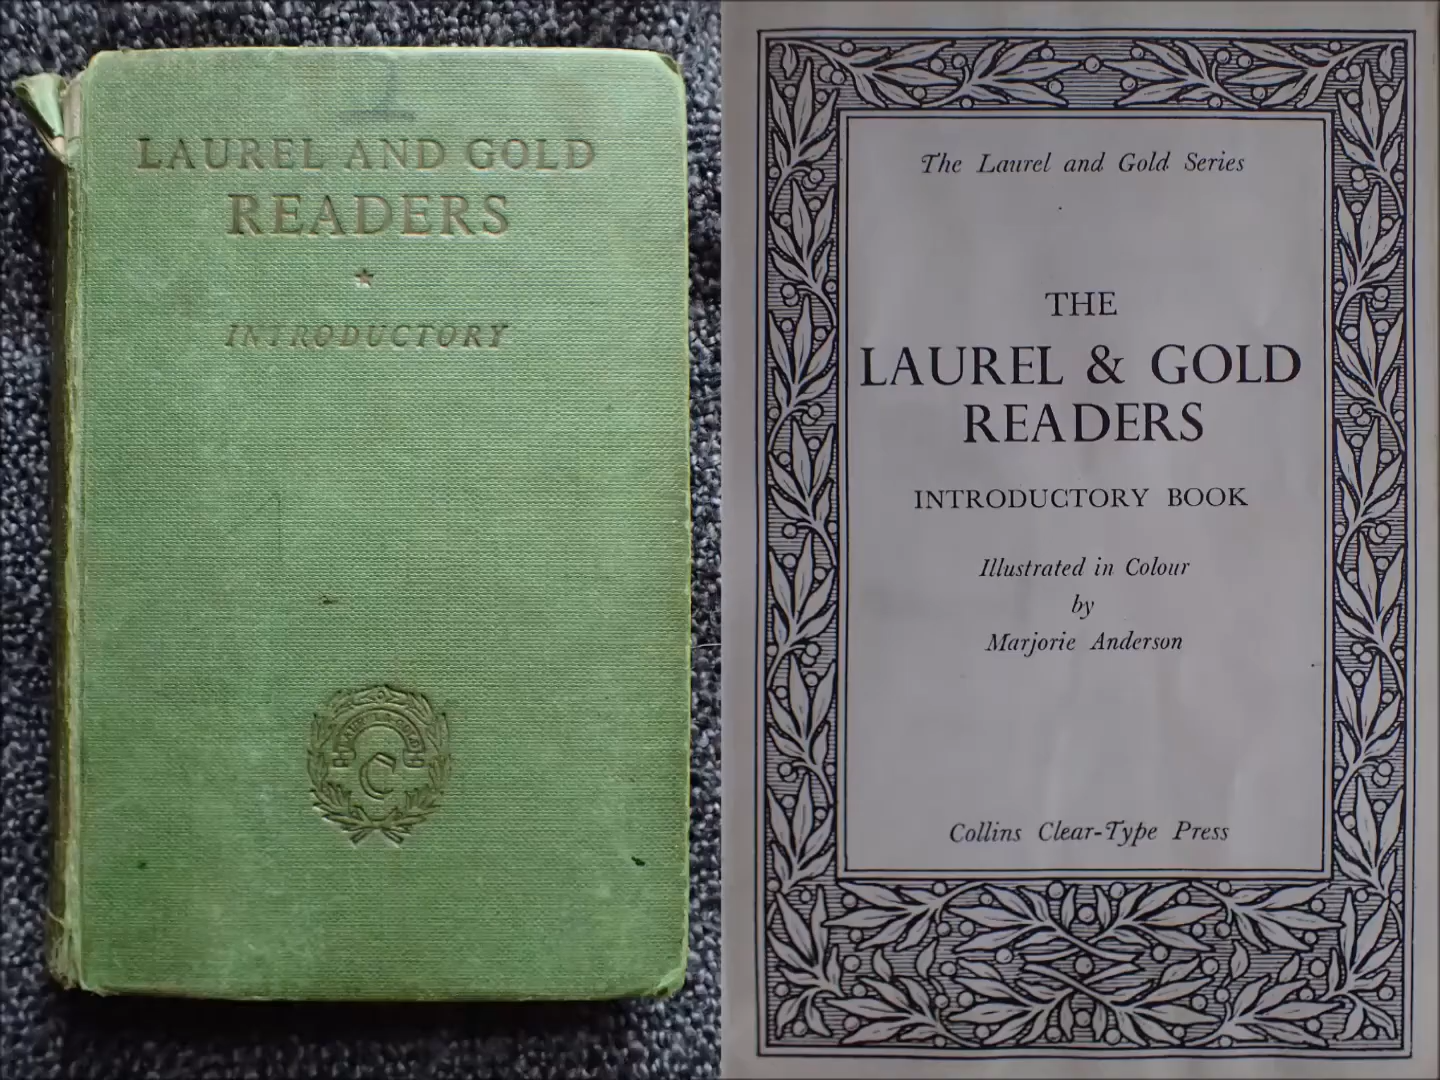 LAUREL AND GOLD
READERS
INTRODUCTORY
C
The Laurel and Gold Series
THE
LAUREL & GOLD
READERS
INTRODUCTORY BOOK
Illustrated in Colour
by
Marjorie Anderson
Collins Clear-Type Press